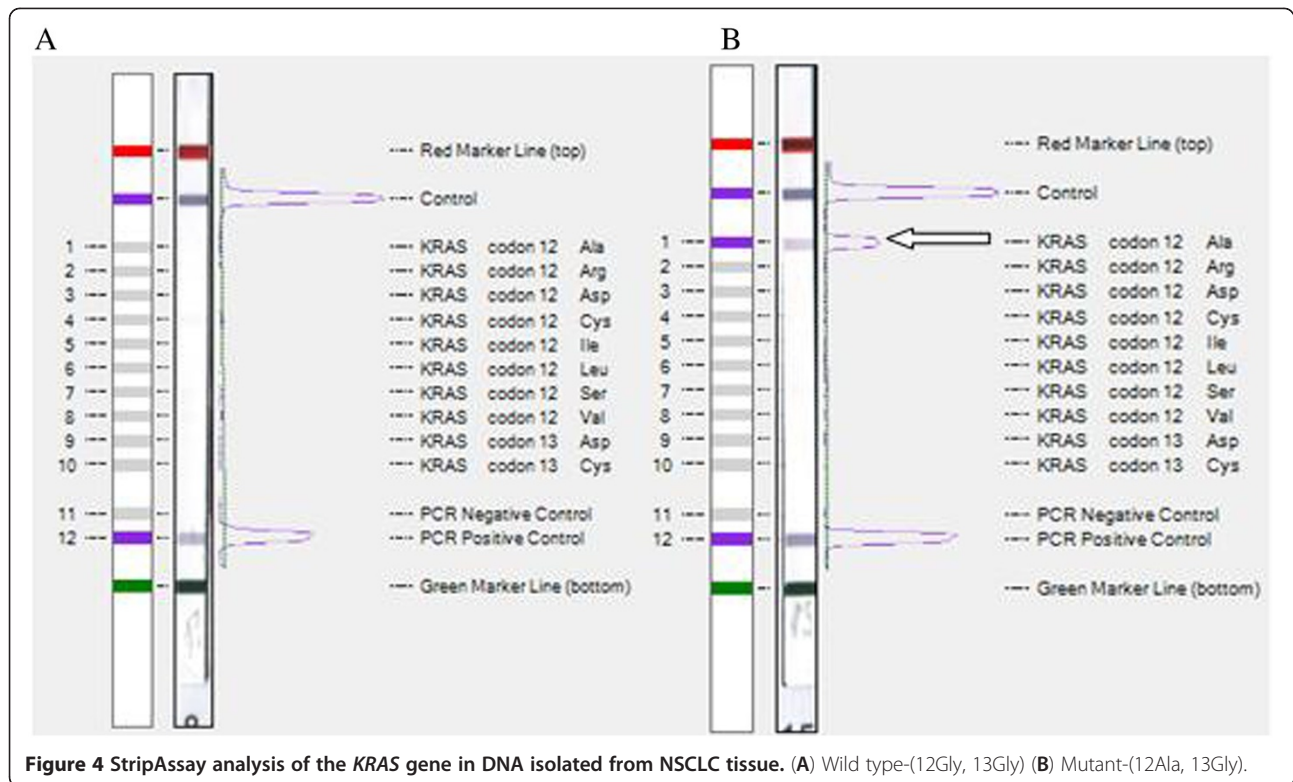 A
Red Marker Line (top)
Control
1 KRAS codon 12 Ala
2 KRAS codon 12 Arg
3 KRAS codon 12 Asp
4 KRAS codon 12 Cys
5 KRAS codon 12 Ile
6 KRAS codon 12 Leu
7 KRAS codon 12 Ser
8 KRAS codon 12 Val
9 KRAS codon 13 Asp
10 KRAS codon 13 Cys
11 PCR Negative Control
12 PCR Positive Control
Green Marker Line (bottom)
B
Red Marker Line (top)
Control
1 KRAS codon 12 Ala
2 KRAS codon 12 Arg
3 KRAS codon 12 Asp
4 KRAS codon 12 Cys
5 KRAS codon 12 Ile
6 KRAS codon 12 Leu
7 KRAS codon 12 Ser
8 KRAS codon 12 Val
9 KRAS codon 13 Asp
10 KRAS codon 13 Cys
11 PCR Negative Control
12 PCR Positive Control
Green Marker Line (bottom)
Figure 4 StripAssay analysis of the KRAS gene in DNA isolated from NSCLC tissue. (A) Wild type-(12Gly, 13Gly) (B) Mutant-(12Ala, 13Gly).